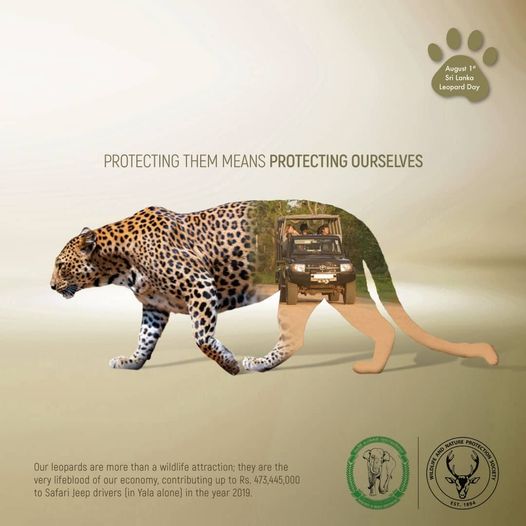 August 1st
Sri Lanka
Leopard Day
PROTECTING THEM MEANS PROTECTING OURSELVES
Our leopards are more than a wildlife attraction; they are the
very lifeblood of our economy, contributing up to Rs. 473,445,000
to Safari Jeep drivers (in Yala alone) in the year 2019.
WILDLIFE AND NATURE PROTECTION SOCIETY
EST. 1894